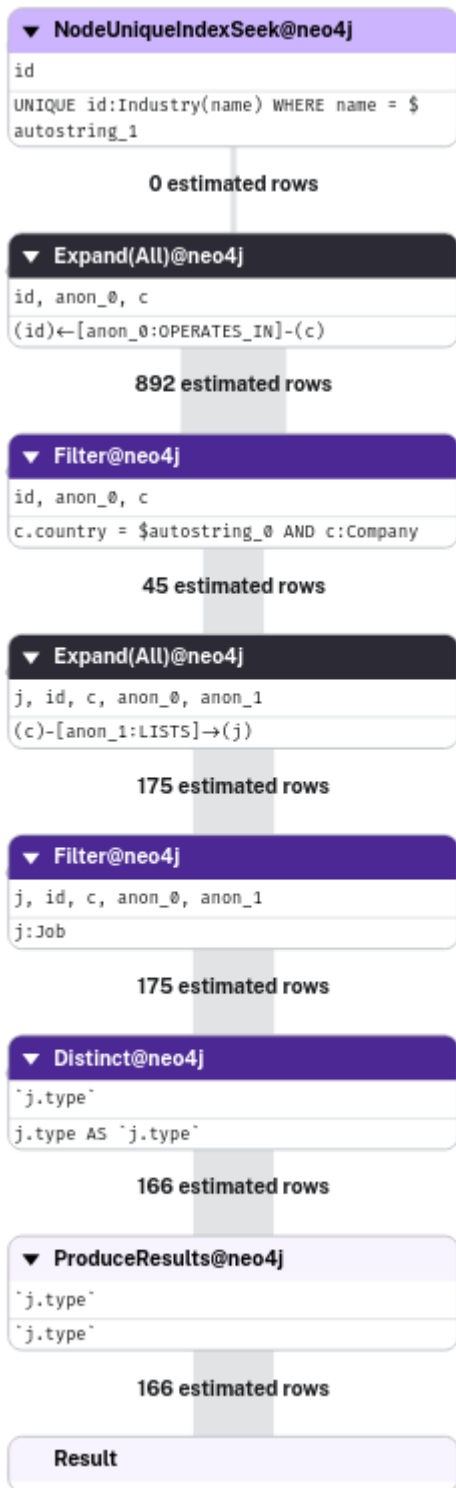 ▼ NodeUniqueIndexSeek@neo4j
id
UNIQUE id:Industry(name) WHERE name = $
autostring_1
0 estimated rows
▼ Expand(All)@neo4j
id, anon_0, c
(id)←[anon_0:OPERATES_IN]-(c)
892 estimated rows
▼ Filter@neo4j
id, anon_0, c
c.country = $autostring_0 AND c:Company
45 estimated rows
▼ Expand(All)@neo4j
j, id, c, anon_0, anon_1
(c)-[anon_1:LISTS]→(j)
175 estimated rows
▼ Filter@neo4j
j, id, c, anon_0, anon_1
j:Job
175 estimated rows
▼ Distinct@neo4j
`j.type`
j.type AS `j.type`
166 estimated rows
▼ ProduceResults@neo4j
`j.type`
`j.type`
166 estimated rows
Result